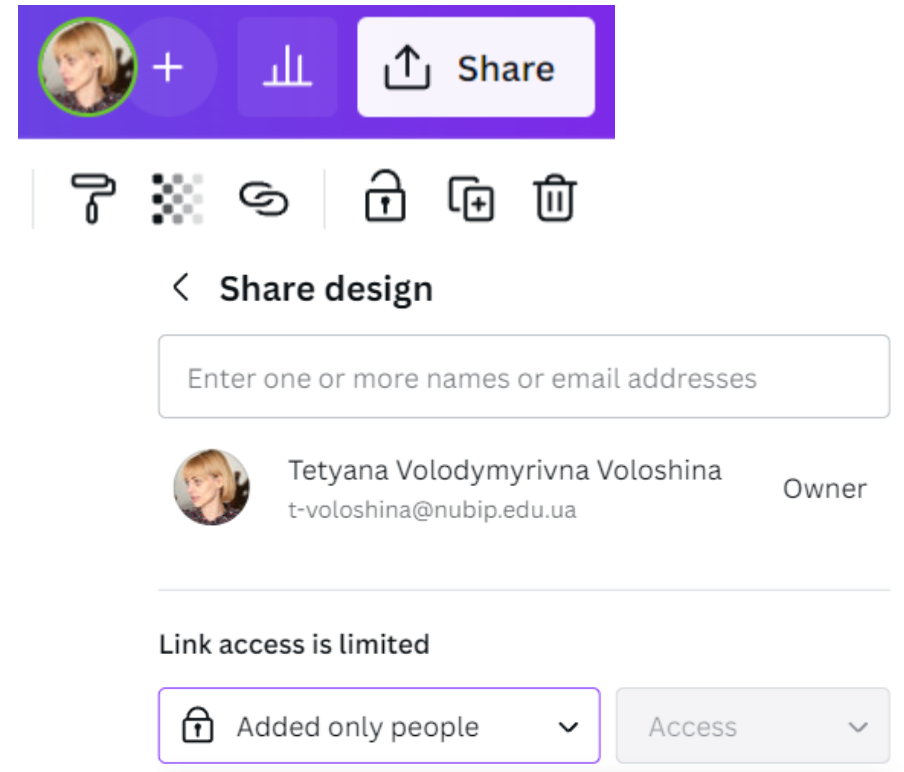 Share
Share design
Enter one or more names or email addresses
Tetyana Volodymyrivna Voloshina
t-voloshina@nubip.edu.ua
Owner
Link access is limited
Added only people
Access